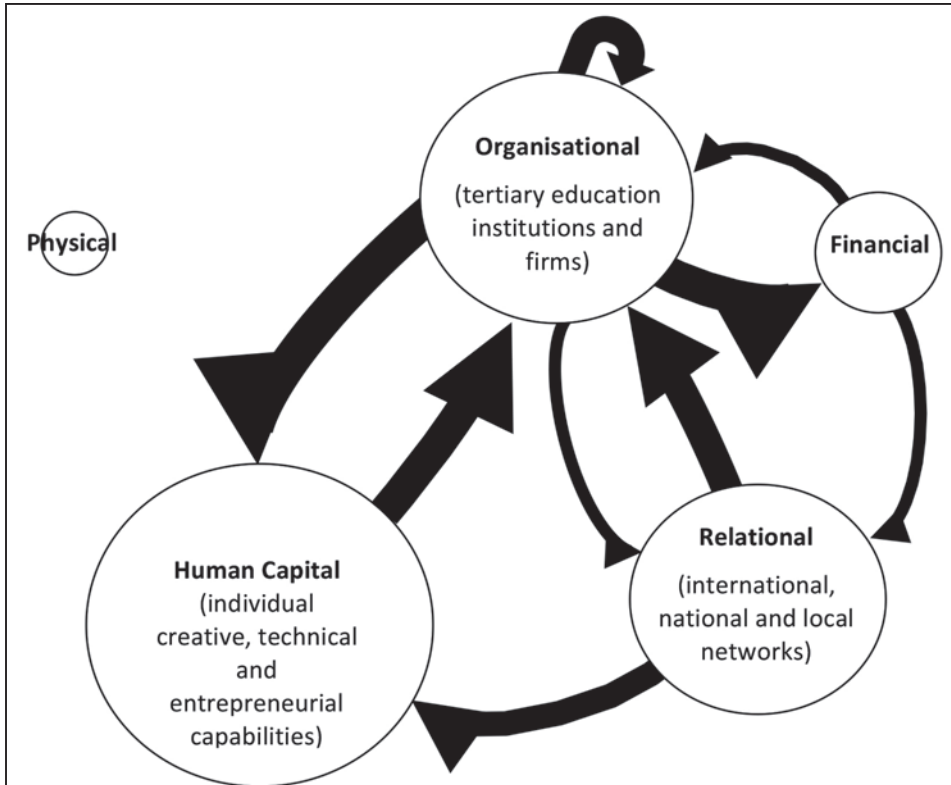 Organisational
(tertiary education
institutions and
firms)
Physical
Financial
Relational
(international,
national and local
networks)
Human Capital
(individual
creative, technical
and
entrepreneurial
capabilities)